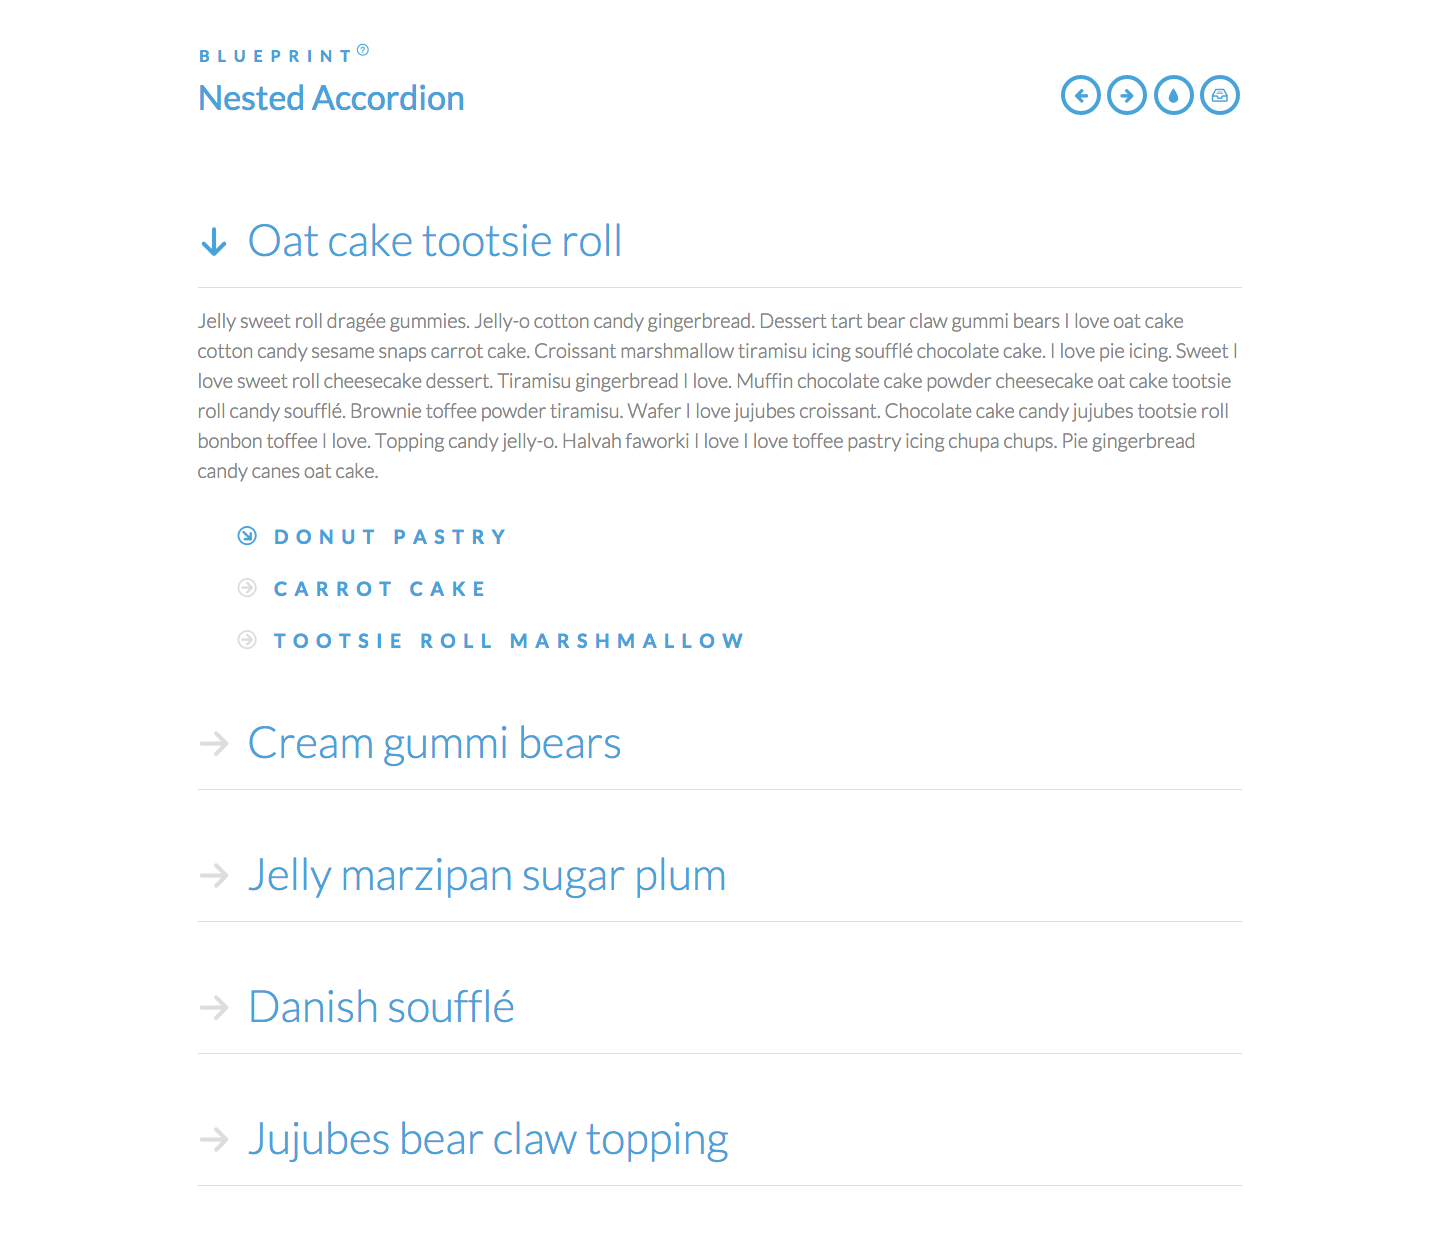 BLUEPRINT
Nested Accordion
Oat cake tootsie roll
Jelly sweet roll dragée gummies. Jelly-o cotton candy gingerbread. Dessert tart bear claw gummi bears I love oat cake
cotton candy sesame snaps carrot cake. Croissant marshmallow tiramisu icing soufflé chocolate cake. I love pie icing. Sweet I
love sweet roll cheesecake dessert. Tiramisu gingerbread I love. Muffin chocolate cake powder cheesecake oat cake tootsie
roll candy soufflé. Brownie toffee powder tiramisu. Wafer I love jujubes croissant. Chocolate cake candy jujubes tootsie roll
bonbon toffee I love. Topping candy jelly-o. Halvah faworki I love I love toffee pastry icing chupa chups. Pie gingerbread
candy canes oat cake.
DONUT PASTRY
CARROT CAKE
TOOTSIE ROLL MARSHMALLOW
Cream gummi bears
Jelly marzipan sugar plum
Danish soufflé
Jujubes bear claw topping